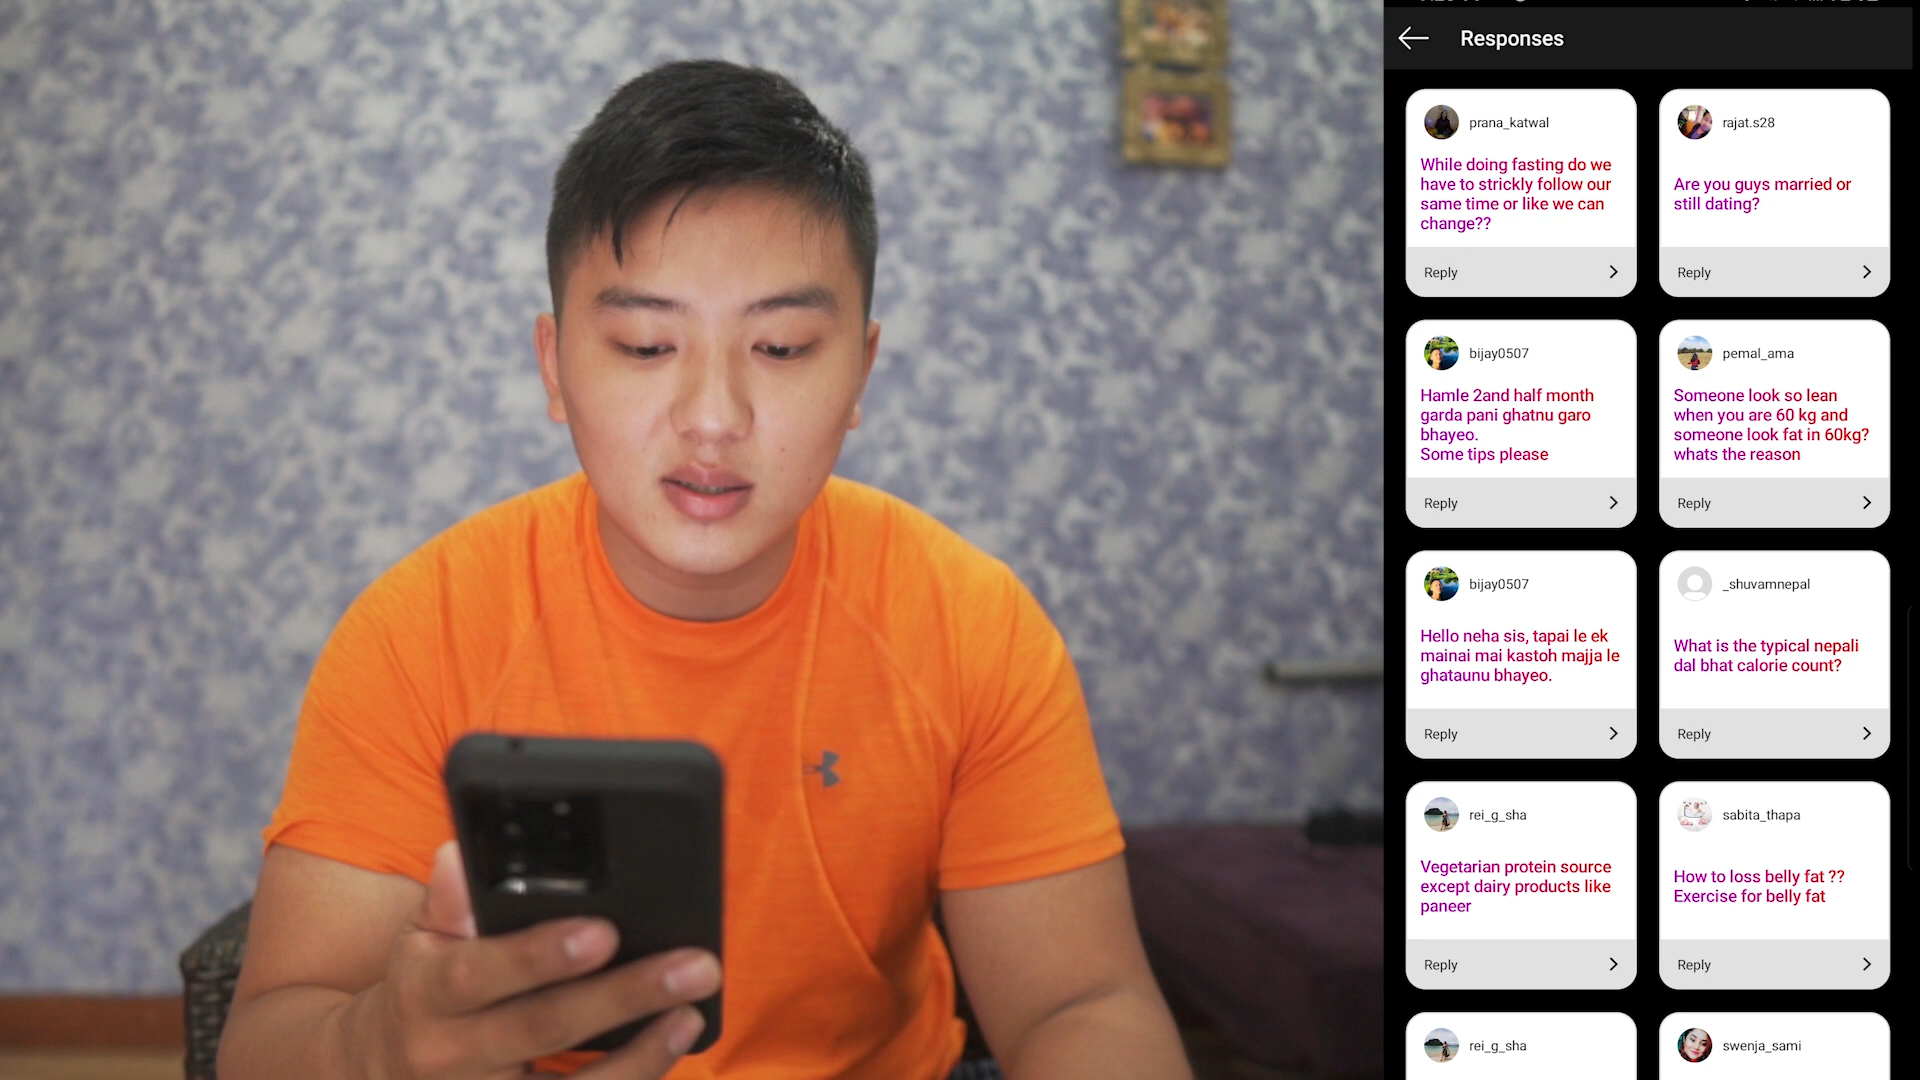 Responses
prana_katwal
While doing fasting do we
have to strickly follow our
same time or like we can
change??
Reply
rajat.s28
Are you guys married or
still dating?
Reply
bijay0507
Hamle 2and half month
garda pani ghatnu garo
bhayeo.
Some tips please
Reply
pemal_ama
Someone look so lean
when you are 60 kg and
someone look fat in 60kg?
whats the reason
Reply
bijay0507
Hello neha sis, tapai le ek
mainai mai kastoh majja le
ghataunu bhayeo.
Reply
_shuvamnepal
What is the typical nepali
dal bhat calorie count?
Reply
rei_g_sha
Vegetarian protein source
except dairy products like
paneer
Reply
sabita_thapa
How to loss belly fat ??
Exercise for belly fat
Reply
rei_g_sha
swenja_sami